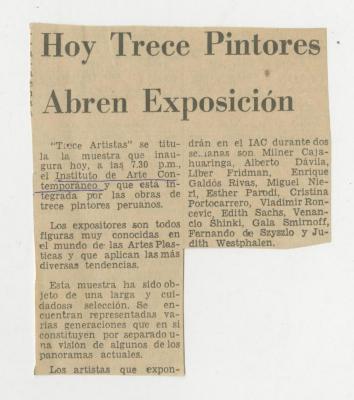 Hoy Trece Pintores
Abren Exposición
"Trece Artistas" se titu-
la la muestra que inau-
gura hoy, a las 7.30 p.m.,
el Instituto de Arte Con-
temporáneo y que está in-
tegrada por las obras de
trece pintores peruanos.
Los expositores son todos
figuras muy conocidas en
el mundo de las Artes Plas-
ticas y que aplican las más
diversas tendencias.
Esta muestra ha sido ob-
jeto de una larga y cui-
dadosa selección. Se en-
cuentran representadas va-
rias generaciones que en sí
constituyen por separado u-
na visión de algunos de los
panoramas actuales.
Los artistas que expon-
drán en el IAC durante dos
semanas son Milner Caja-
huaringa, Alberto Dávila,
Liber Fridman, Enrique
Galdós Rivas, Miguel Nie-
ri, Esther Parodi, Cristina
Portocarrero, Vladimir Ron-
cevic, Edith Sachs, Venan-
cio Shinki, Gala Smirnoff,
Fernando de Szyszlo y Ju-
dith Westphalen.